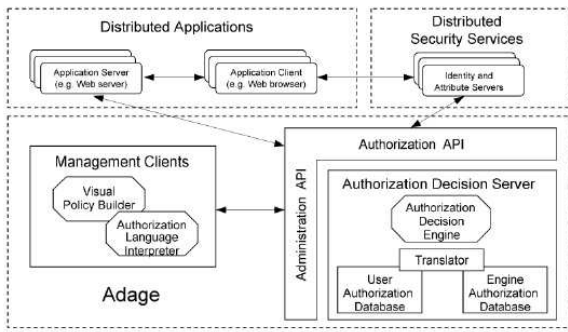 Distributed Applications
Application Server
(e.g. Web server)
Application Client
(e.g. Web browser)
Distributed
Security Services
Identity and
Attribute Servers
Management Clients
Visual
Policy Builder
Authorization
Language
Interpreter
Adage
Administration API
Authorization API
Authorization Decision Server
Authorization
Decision
Engine
Translator
User
Authorization
Database
Engine
Authorization
Database